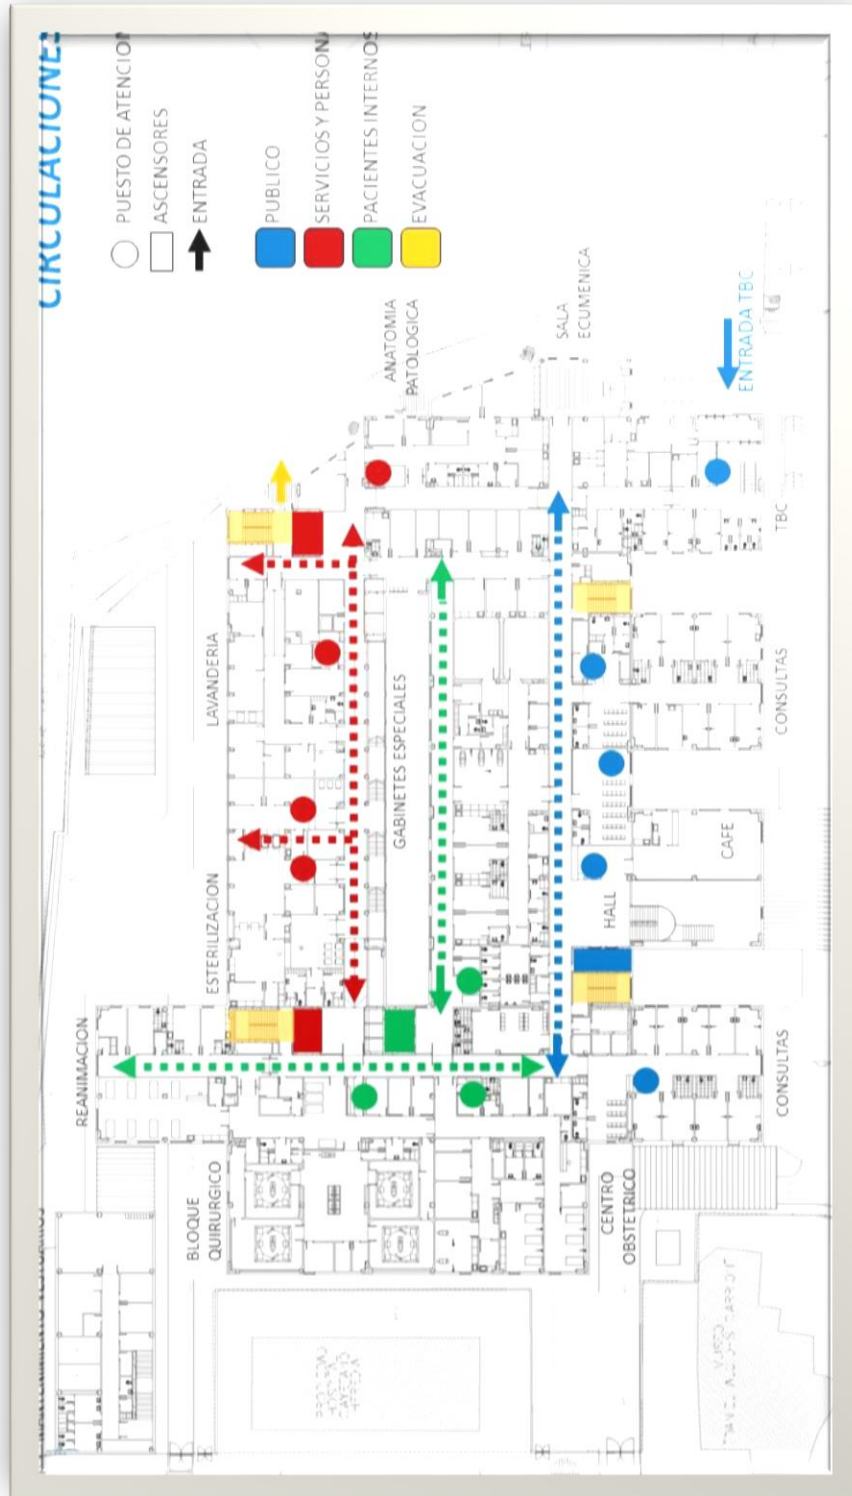 CIRCULACIONES
PUESTO DE ATENCION
ASCENSORES
ENTRADA
PUBLICO
SERVICIOS Y PERSONA
PACIENTES INTERNOS
EVACUACION
REANIMACION
BLOQUE
QUIRURGICO
ESTERILIZACION
LAVANDERIA
GABINETES ESPECIALES
ANATOMIA
PATOLOGICA
SALA
ECUMENICA
CENTRO
OBSTETRICO
HALL
CAFE
ENTRADA TBC
CONSULTAS
CONSULTAS
TBC